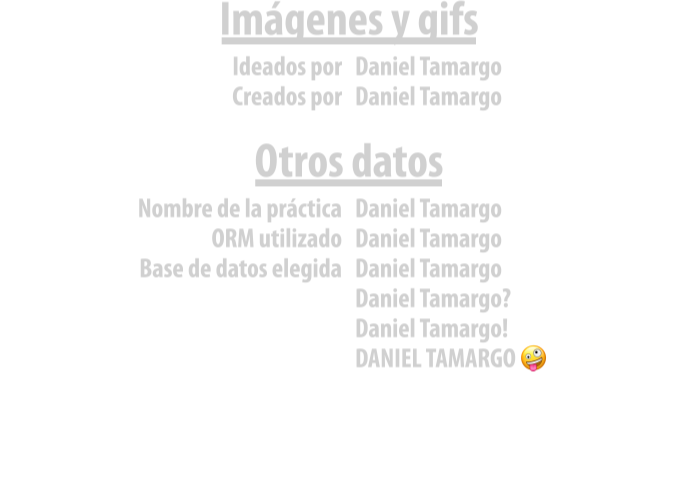 Imágenes y gifs
Ideados por Daniel Tamargo
Creados por Daniel Tamargo
Otros datos
Nombre de la práctica Daniel Tamargo
ORM utilizado Daniel Tamargo
Base de datos elegida Daniel Tamargo
Daniel Tamargo?
Daniel Tamargo!
DANIEL TAMARGO 🤪